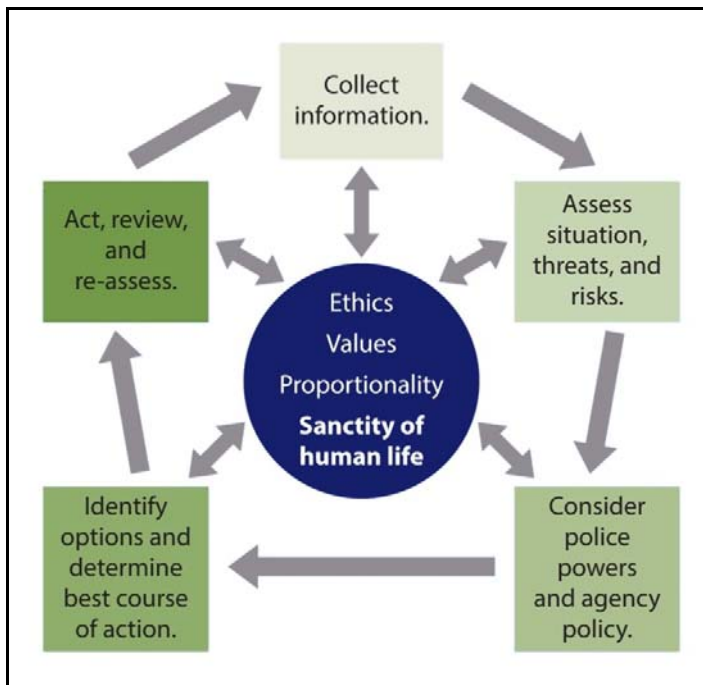 Collect
information.
Assess
situation,
threats, and
risks.
Consider
police
powers
and agency
policy.
Identify
options and
determine
best course
of action.
Act, review,
and
re-assess.
Ethics
Values
Proportionality
Sanctity of
human life